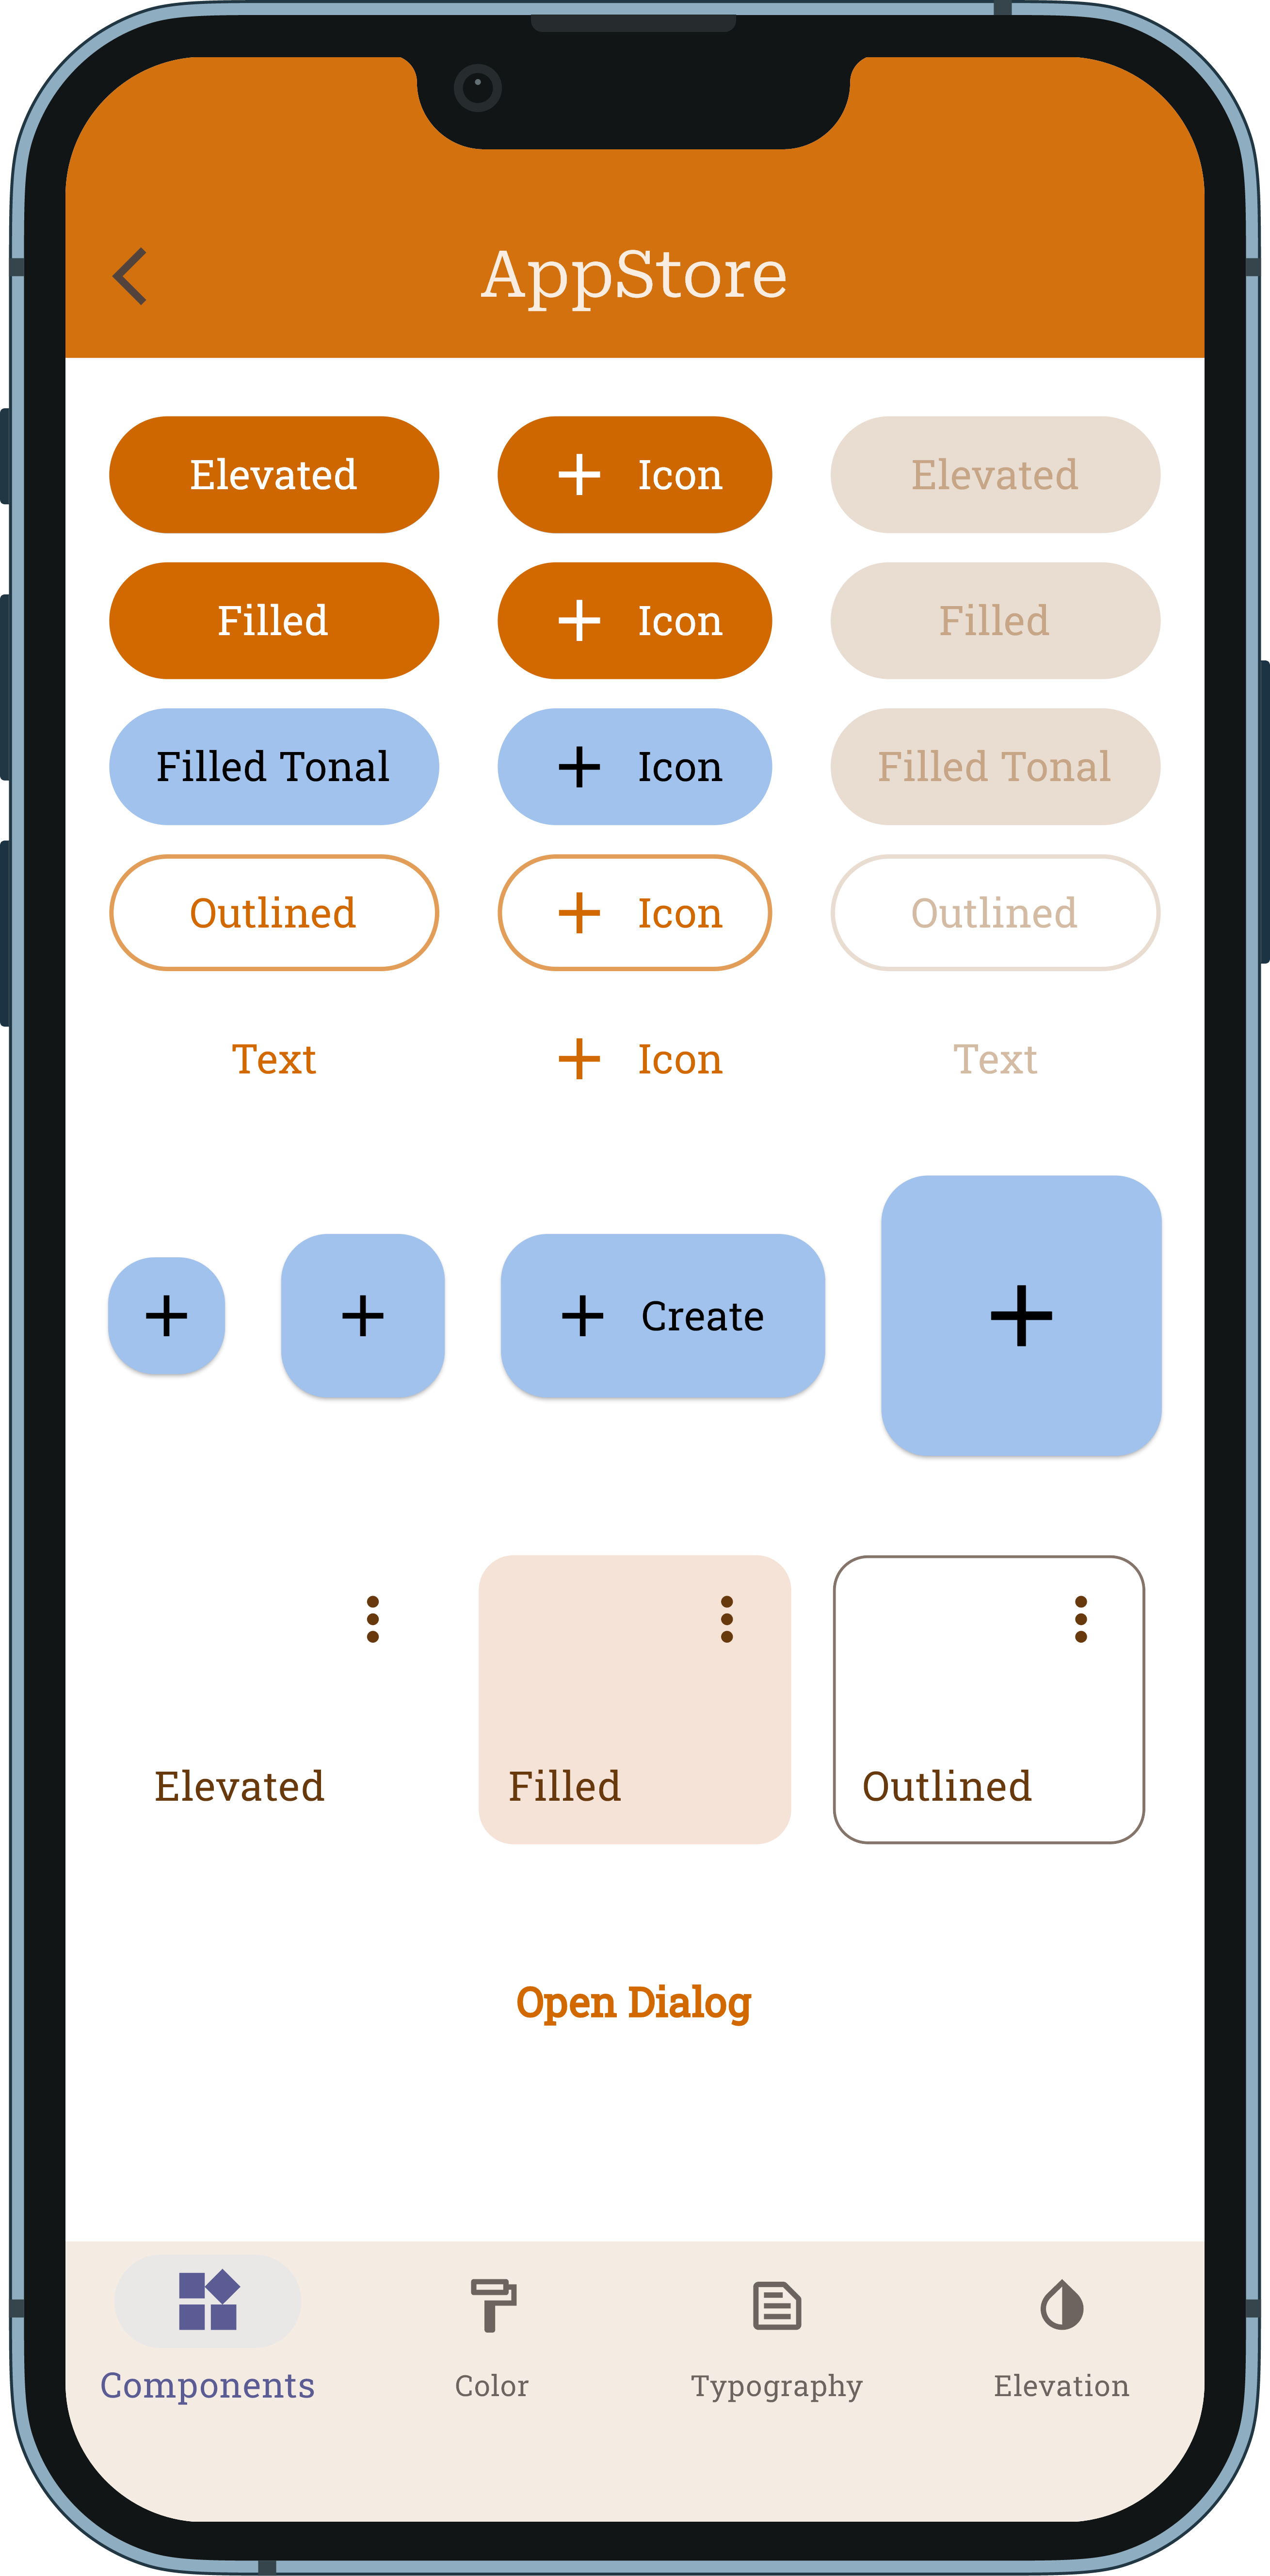 AppStore
Elevated Icon Elevated
Filled Icon Filled
Filled Tonal Icon Filled Tonal
Outlined Icon Outlined
Text Icon Text
Create
Elevated Filled Outlined
Open Dialog
Components Color Typography Elevation